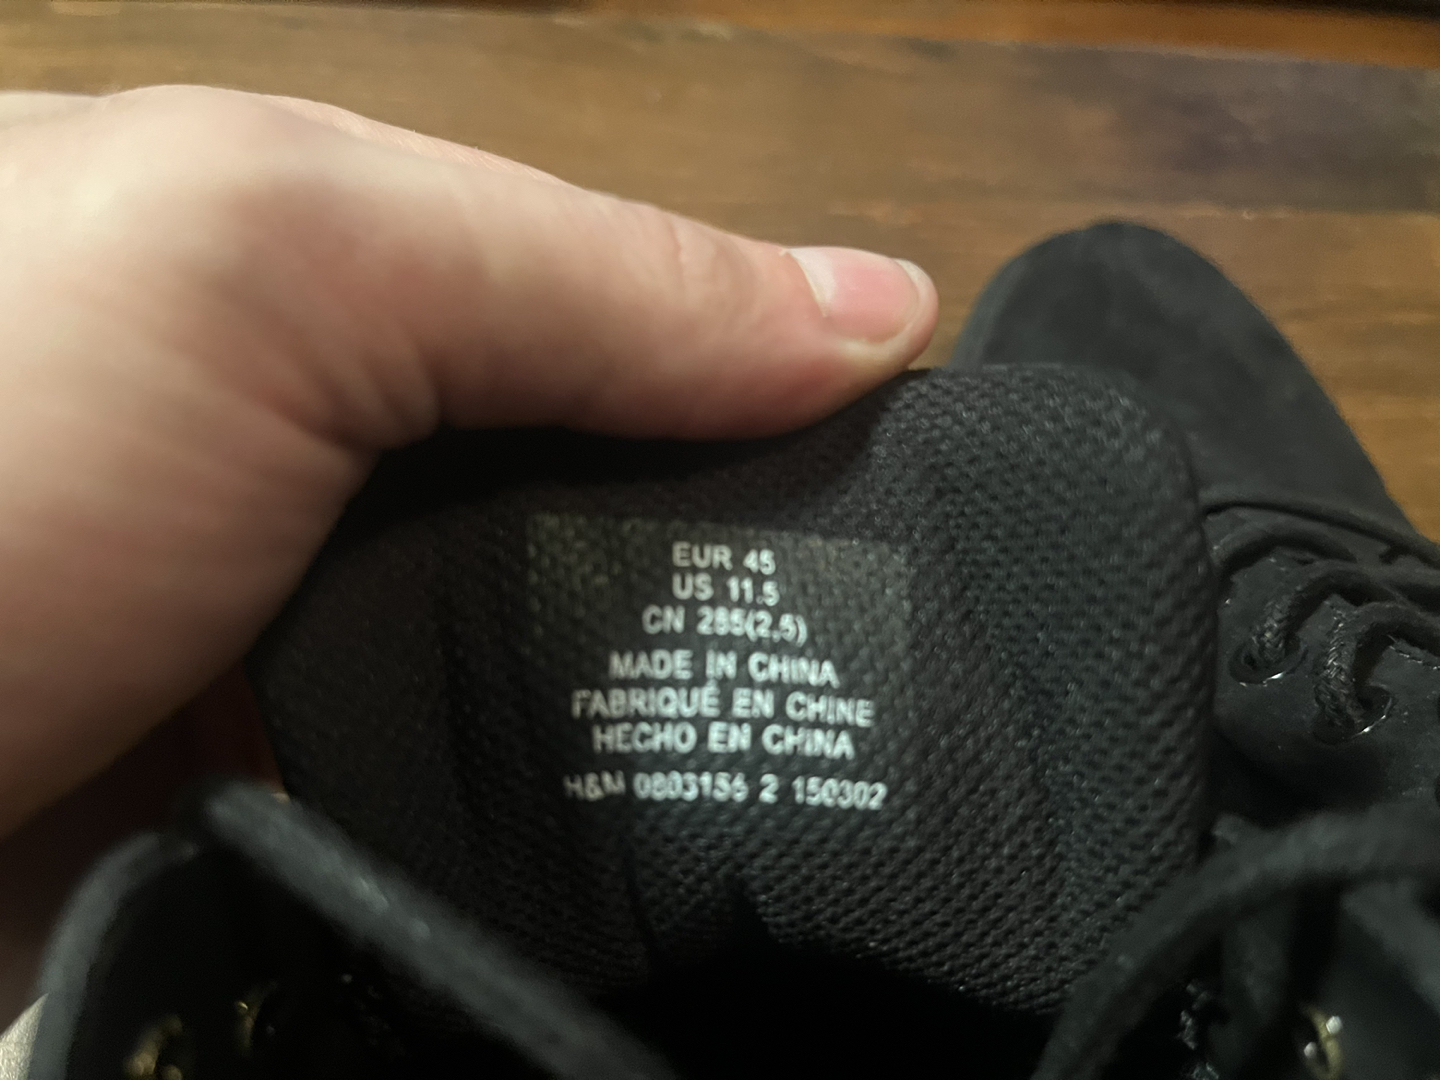 EUR 45
US 11.5
CN 285(2,5)
MADE IN CHINA
FABRIQUÉ EN CHINE
HECHO EN CHINA
H&M 0803156 2 150302